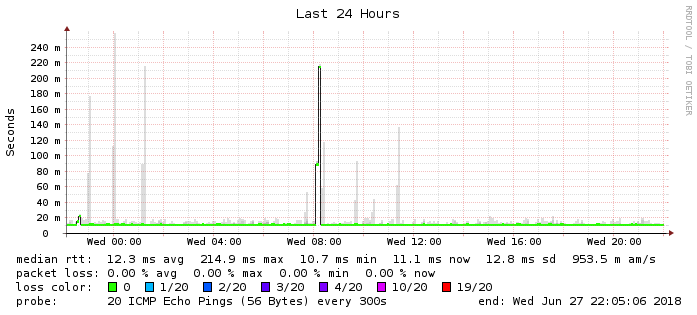 Last 24 Hours
RRDTOOL / TOBI OETIKER
Seconds
240 m
220 m
200 m
180 m
160 m
140 m
120 m
100 m
80 m
60 m
40 m
20 m
0
Wed 00:00 Wed 04:00 Wed 08:00 Wed 12:00 Wed 16:00 Wed 20:00
median rtt: 12.3 ms avg 214.9 ms max 10.7 ms min 11.1 ms now 12.8 ms sd 953.5 m am/s
packet loss: 0.00 % avg 0.00 % max 0.00 % min 0.00 % now
loss color: 0 1/20 2/20 3/20 4/20 10/20 19/20
probe: 20 ICMP Echo Pings (56 Bytes) every 300s end: Wed Jun 27 22:05:06 2018